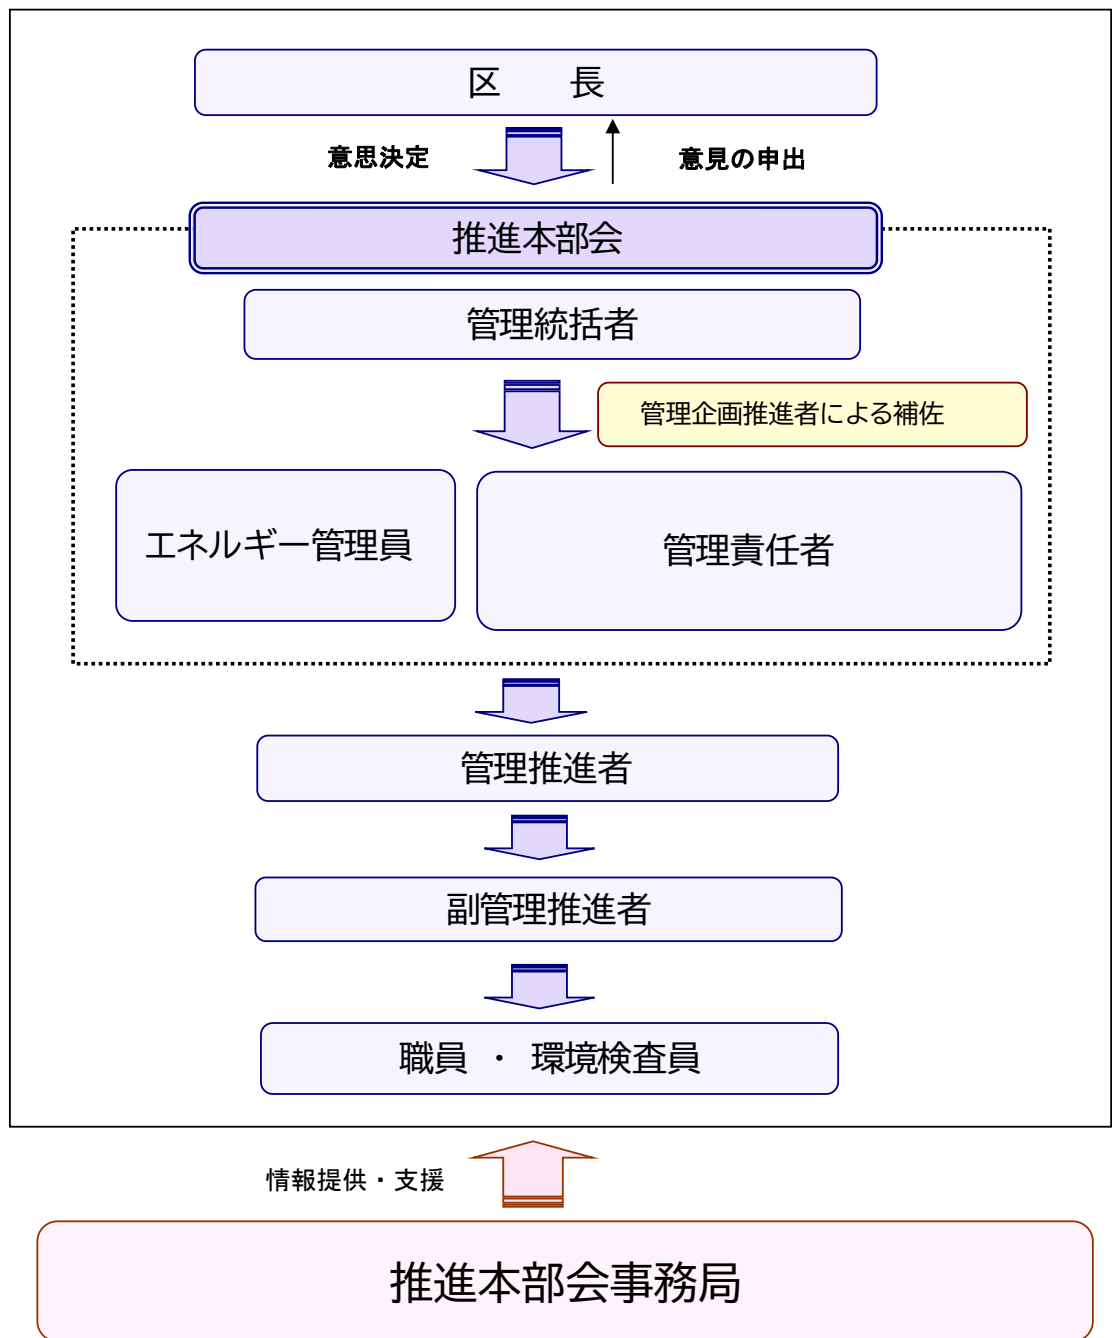 区　　長
意思決定
意見の申出
推進本部会
管理統括者
管理企画推進者による補佐
エネルギー管理員
管理責任者
管理推進者
副管理推進者
職員 ・ 環境検査員
情報提供・支援
推進本部会事務局